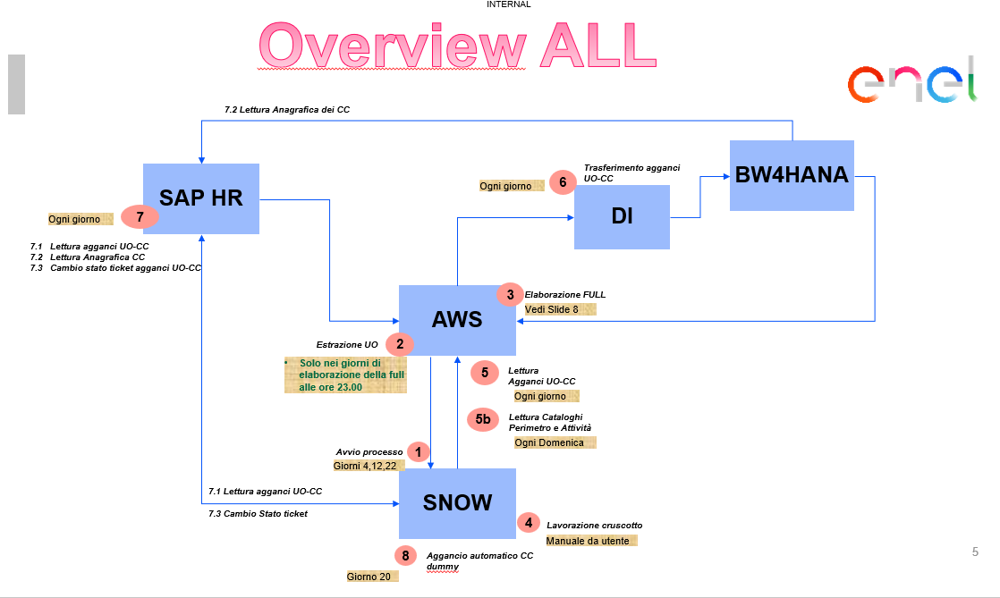 INTERNAL
Overview ALL
enel
7.2 Lettura Anagrafica dei CC
SAP HR
Ogni giorno
7
7.1 Lettura agganci UO-CC
7.2 Lettura Anagrafica CC
7.3 Cambio stato ticket agganci UO-CC
Ogni giorno
6
Trasferimento agganci
UO-CC
DI
BW4HANA
AWS
3
Elaborazione FULL
Vedi Slide 8
Estrazione UO
2
• Solo nei giorni di
elaborazione della full
alle ore 23.00
5
Lettura
Agganci UO-CC
Ogni giorno
5b
Lettura Cataloghi
Perimetro e Attività
Ogni Domenica
Avvio processo
1
Giorni 4,12,22
7.1 Lettura agganci UO-CC
7.3 Cambio Stato ticket
SNOW
4
Lavorazione cruscotto
Manuale da utente
8
Aggancio automatico CC
dummy
Giorno 20
5